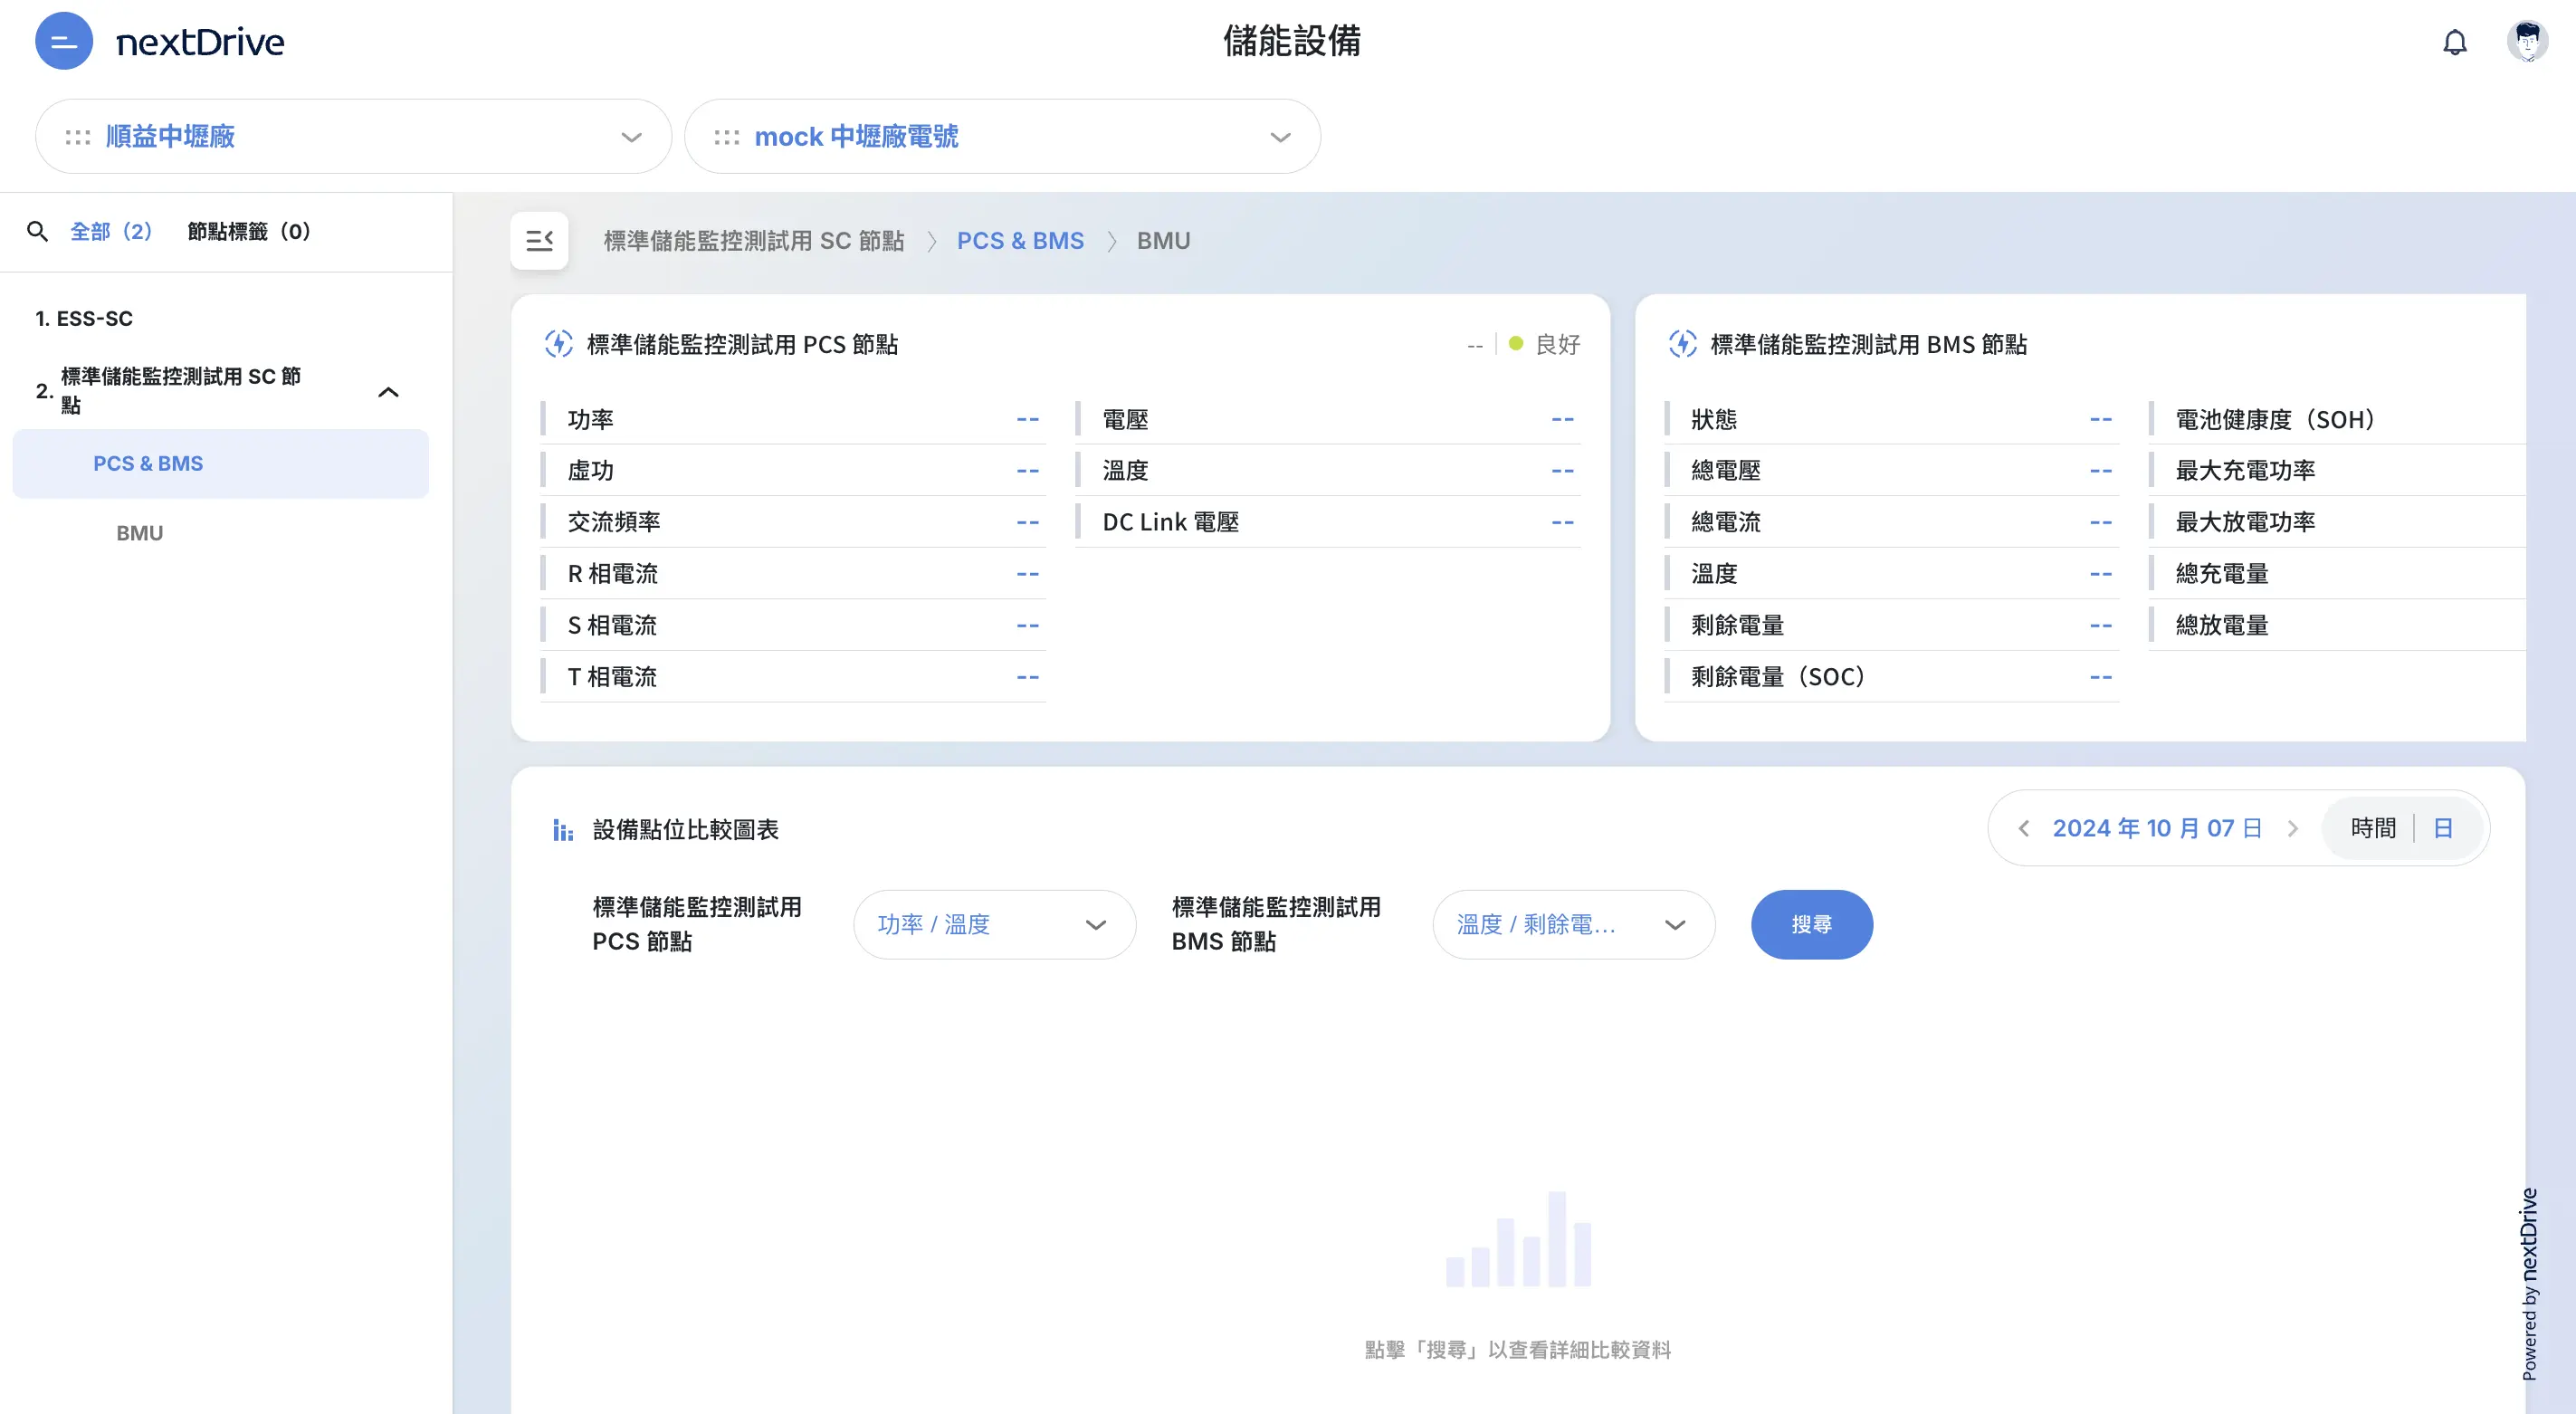 nextDrive
儲能設備
順益中壢廠
mock 中壢廠電號
全部（2） 節點標籤（0）
1. ESS-SC
2. 標準儲能監控測試用 SC 節
點
PCS & BMS
BMU
標準儲能監控測試用 SC 節點 〉 PCS & BMS 〉 BMU
標準儲能監控測試用 PCS 節點
-- | 良好
功率 --
虛功 --
交流頻率 --
R 相電流 --
S 相電流 --
T 相電流 --
電壓 --
溫度 --
DC Link 電壓 --
標準儲能監控測試用 BMS 節點
狀態 --
總電壓 --
總電流 --
溫度 --
剩餘電量 --
剩餘電量（SOC） --
電池健康度（SOH）
最大充電功率
最大放電功率
總充電量
總放電量
設備點位比較圖表
2024 年 10 月 07 日
時間 | 日
標準儲能監控測試用
PCS 節點
功率 / 溫度
標準儲能監控測試用
BMS 節點
溫度 / 剩餘電...
搜尋
點擊「搜尋」以查看詳細比較資料
Powered by nextDrive